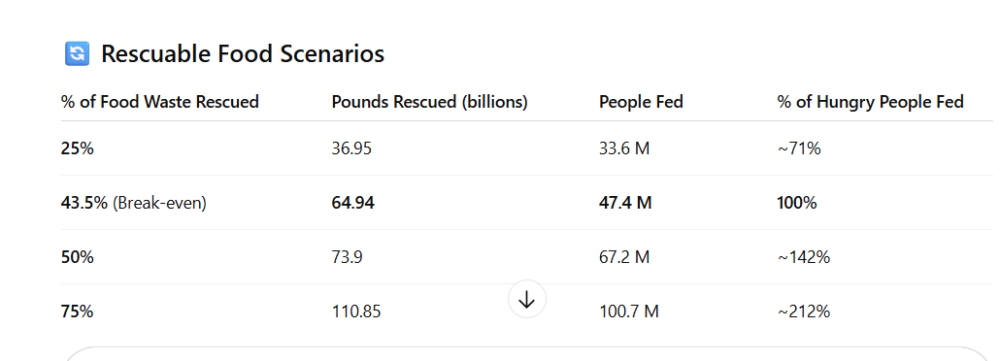 Rescuable Food Scenarios
% of Food Waste Rescued Pounds Rescued (billions) People Fed % of Hungry People Fed
25% 36.95 33.6 M ~71%
43.5% (Break-even) 64.94 47.4 M 100%
50% 73.9 67.2 M ~142%
75% 110.85 100.7 M ~212%